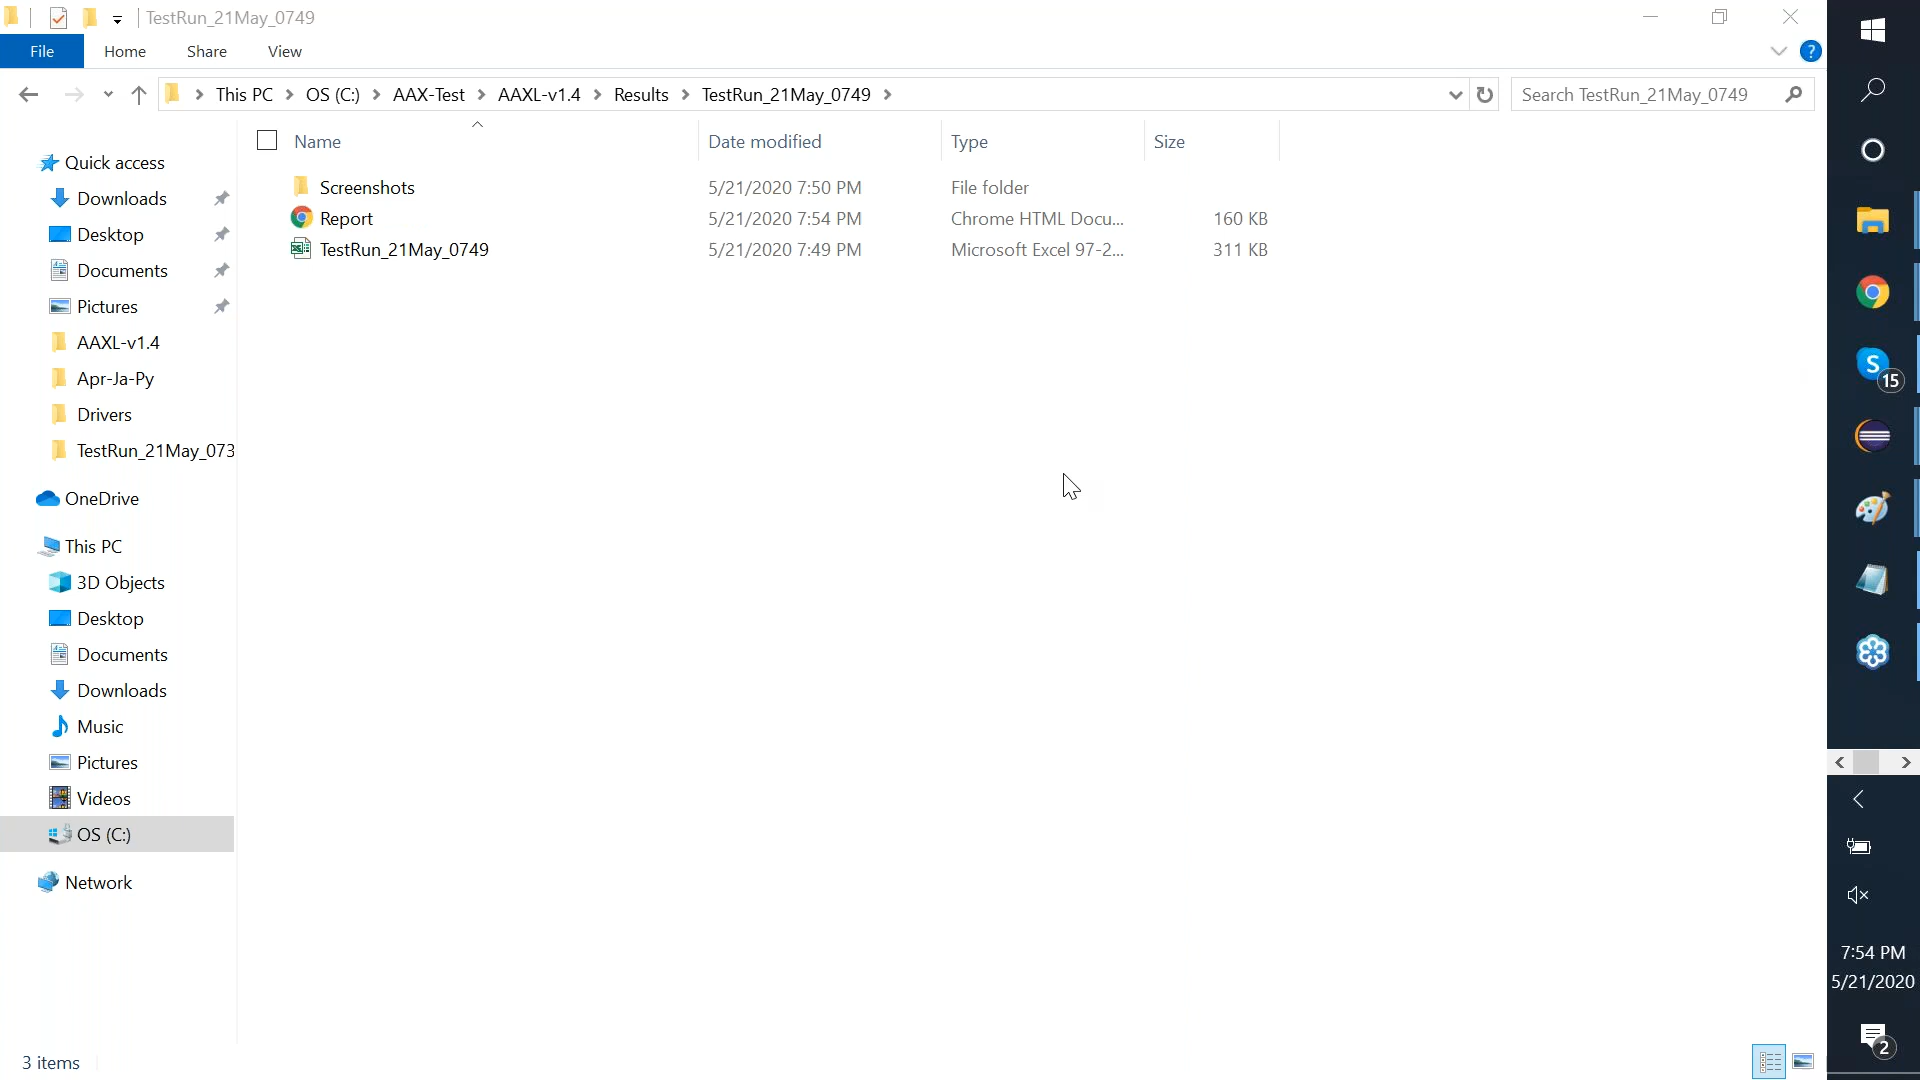 TestRun_21May_0749
File Home Share View
?
This PC OS (C:) AAX-Test AAXL-v1.4 Results TestRun_21May_0749
Search TestRun_21May_0749
Name Date modified Type Size
Screenshots 5/21/2020 7:50 PM File folder
Report 5/21/2020 7:54 PM Chrome HTML Docu... 160 KB
TestRun_21May_0749 5/21/2020 7:49 PM Microsoft Excel 97-2... 311 KB
Quick access
Downloads
Desktop
Documents
Pictures
AAXL-v1.4
Apr-Ja-Py
Drivers
TestRun_21May_073
OneDrive
This PC
3D Objects
Desktop
Documents
Downloads
Music
Pictures
Videos
OS (C:)
Network
3 items
S
15
7:54 PM
5/21/2020
2